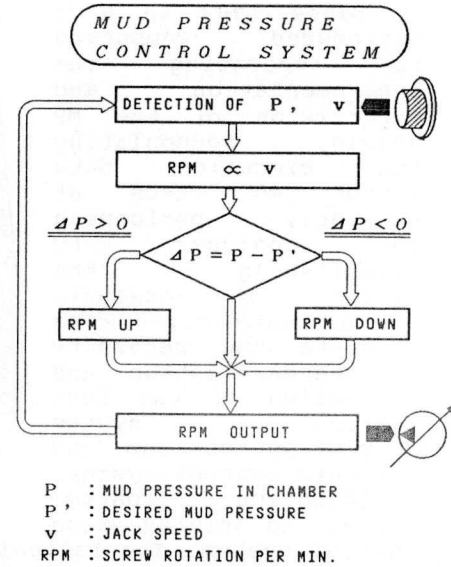 MUD PRESSURE
CONTROL SYSTEM
DETECTION OF P, v
RPM ∝ v
ΔP>0
ΔP<0
ΔP=P-P'
RPM UP
RPM DOWN
RPM OUTPUT
P : MUD PRESSURE IN CHAMBER
P' : DESIRED MUD PRESSURE
v : JACK SPEED
RPM : SCREW ROTATION PER MIN.